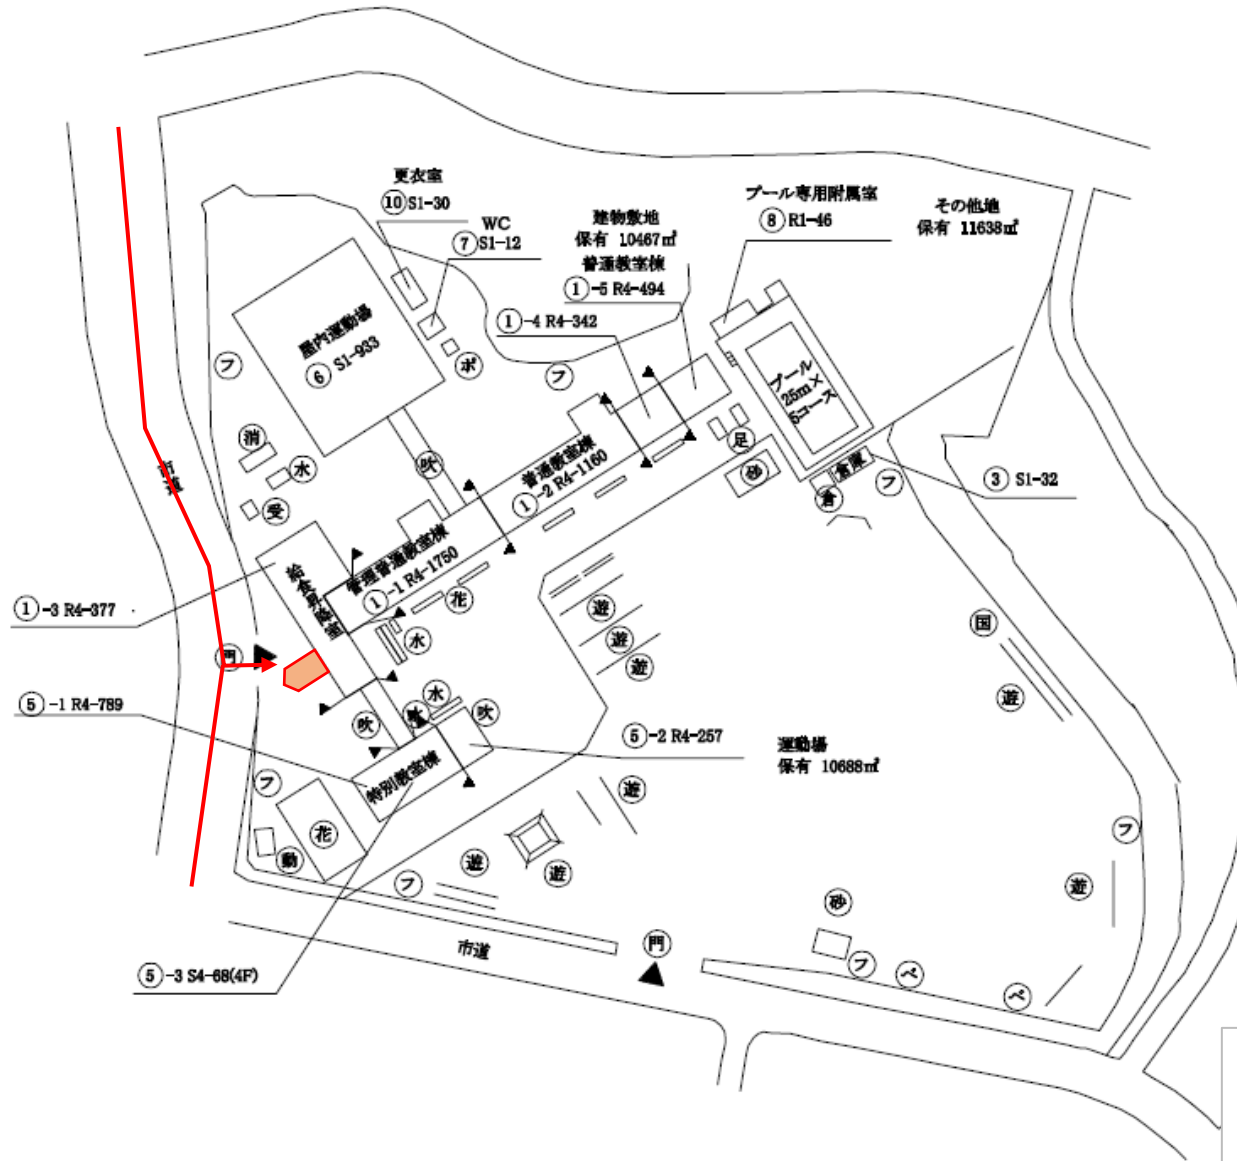 更衣室
⑩S1-30
WC
⑦S1-12
建物敷地
保有 10467㎡
普通教室棟
①-5 R4-494
①-4 R4-342
プール専用附属室
⑧ R1-46
その他地
保有 11638㎡
屋内運動場
⑥ S1-933
フ
ポ
フ
プール
25m×
5コース
消
水
受
吹
普通教室棟
①-2 R4-1160
足
砂
倉庫
倉
フ
③ S1-32
市道
給食昇降室
管理普通教室棟
①-1 R4-1750
①-3 R4-377
花
水
遊
遊
遊
国
遊
門
⑤-1 R4-789
水
吹
吹
吹
⑤-2 R4-257
運動場
保有 10688㎡
特別教室棟
フ
花
動
遊
遊
遊
フ
フ
遊
砂
フ
ペ
ペ
市道
門
⑤-3 S4-68(4F)